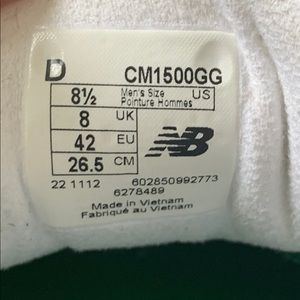 D CM1500GG
8½ Men's Size US
Pointure Hommes
8 UK
42 EU
26.5 CM
NB
22 1112 602850992773
6278489
Made in Vietnam
Fabriqué au Vietnam